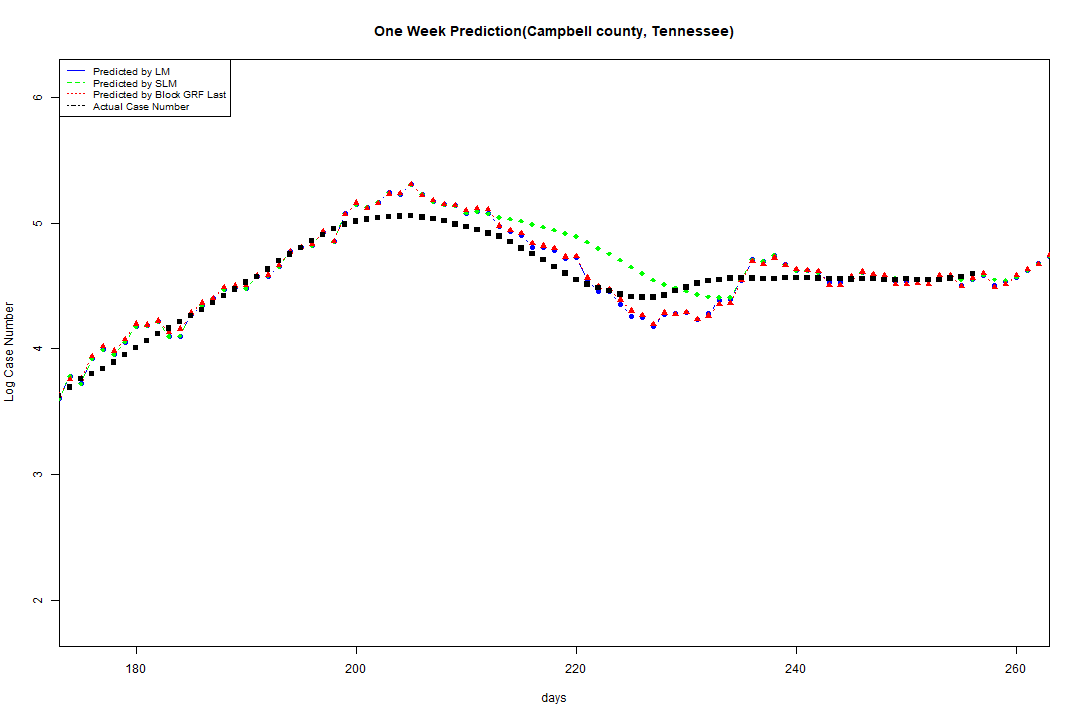 One Week Prediction(Campbell county, Tennessee)
Predicted by LM
Predicted by SLM
Predicted by Block GRF Last
Actual Case Number
6
5
4
3
2
Log Case Number
180 200 220 240 260
days